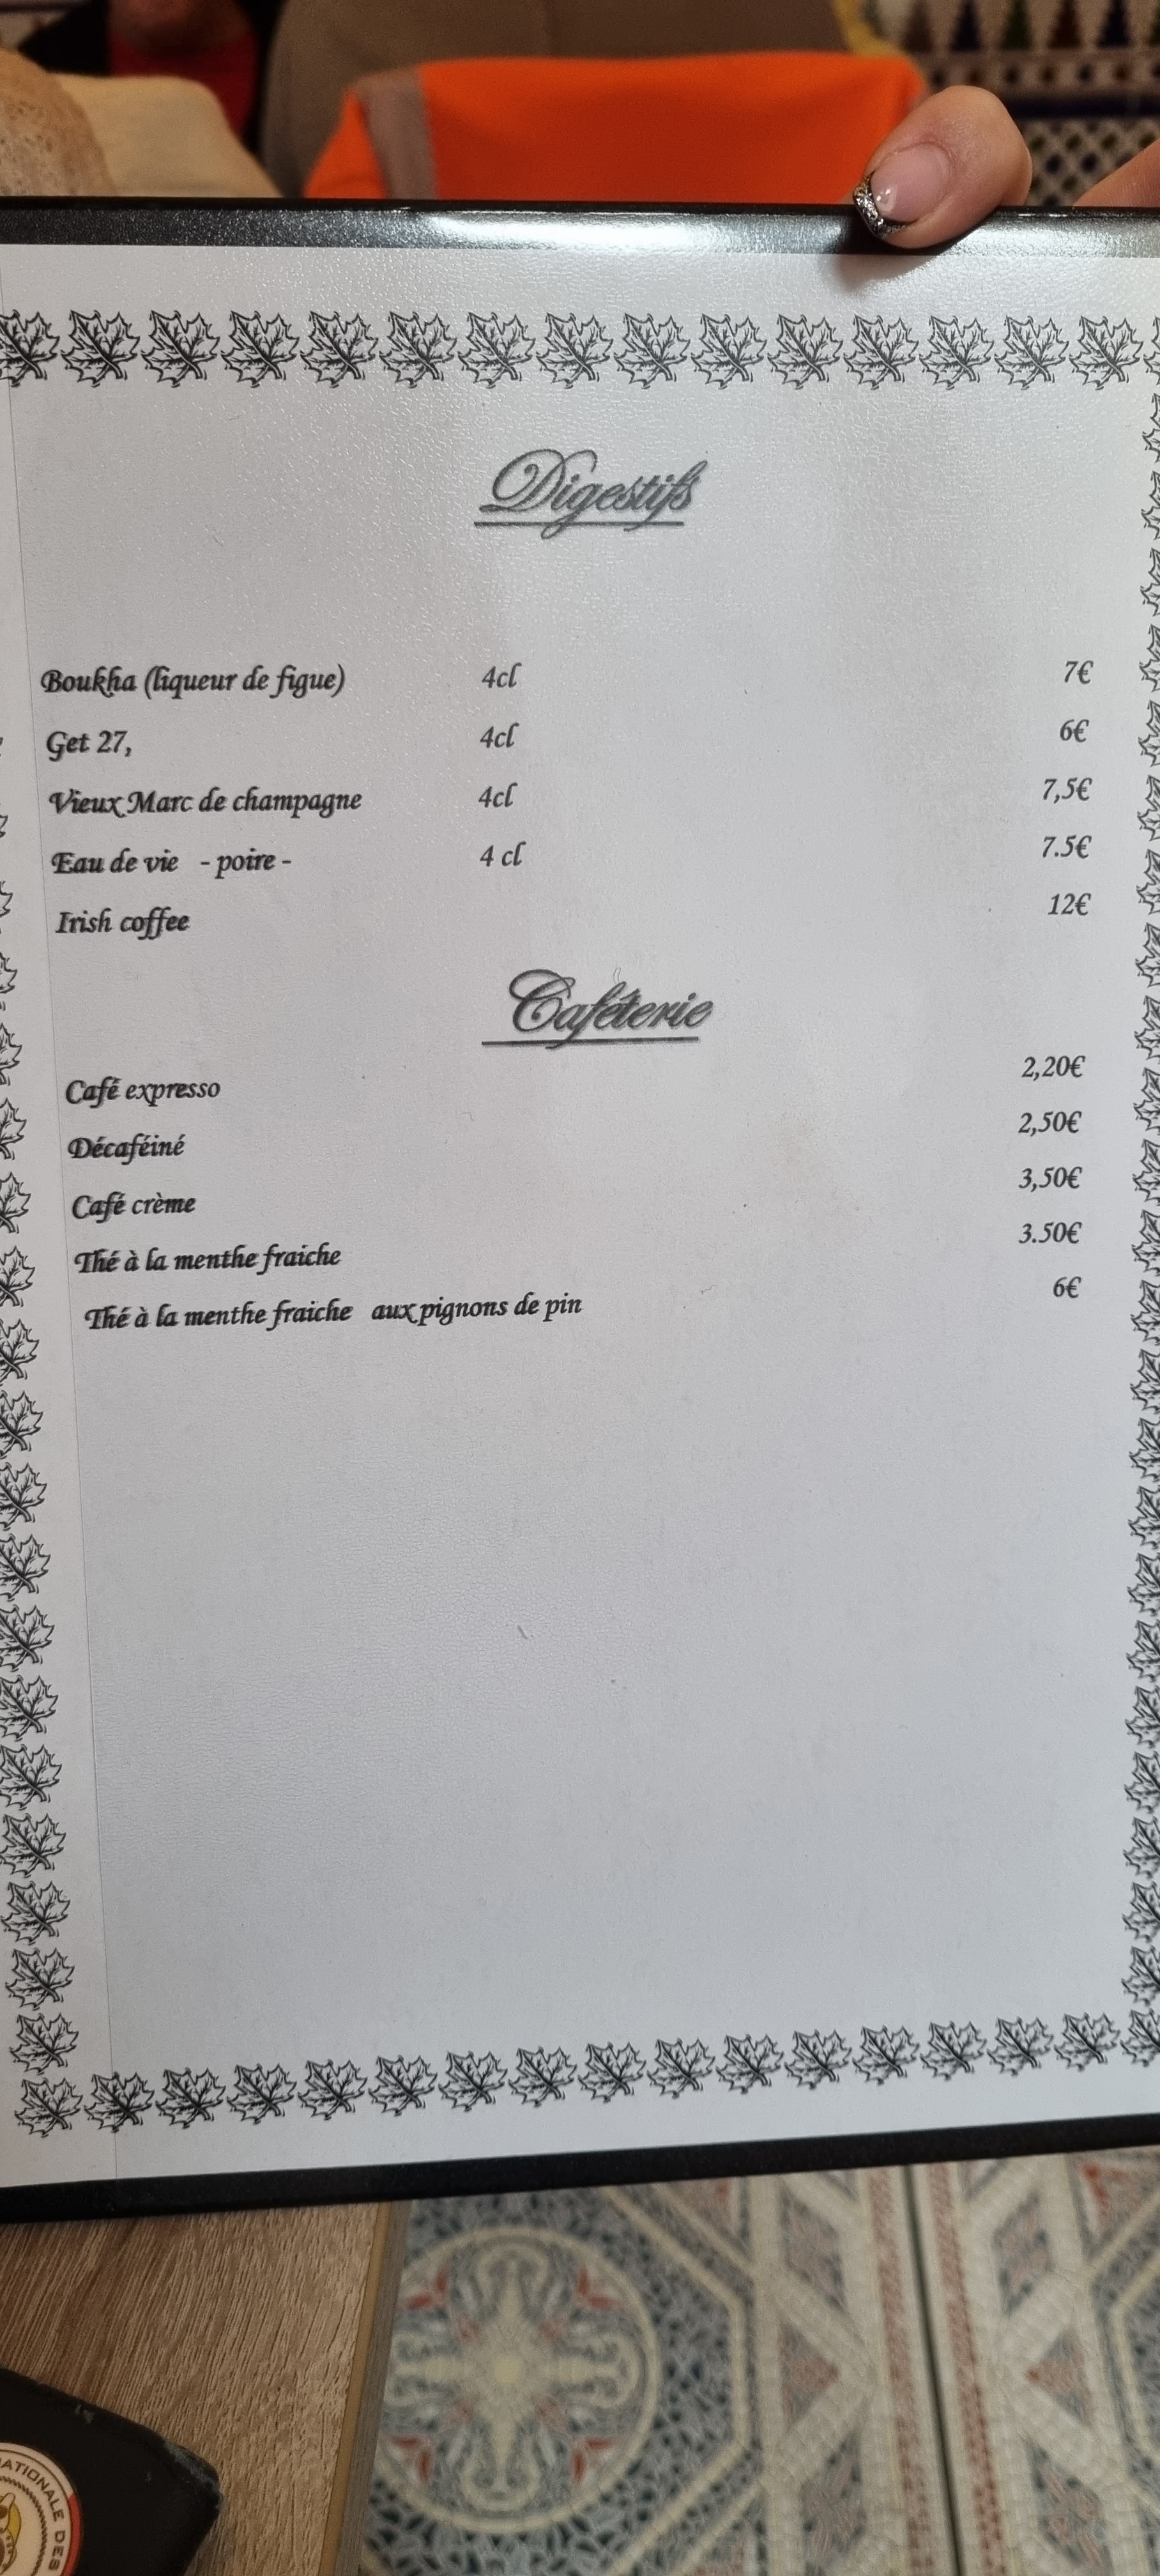 Digestifs
Boukha (liqueur de figue) 4cl 7€
Get 27, 4cl 6€
Vieux Marc de champagne 4cl 7,5€
Eau de vie - poire - 4 cl 7.5€
Irish coffee 12€
Caféterie
Café expresso 2,20€
Décaféiné 2,50€
Café crème 3,50€
Thé à la menthe fraiche 3.50€
Thé à la menthe fraiche aux pignons de pin 6€
NATIONALE DES